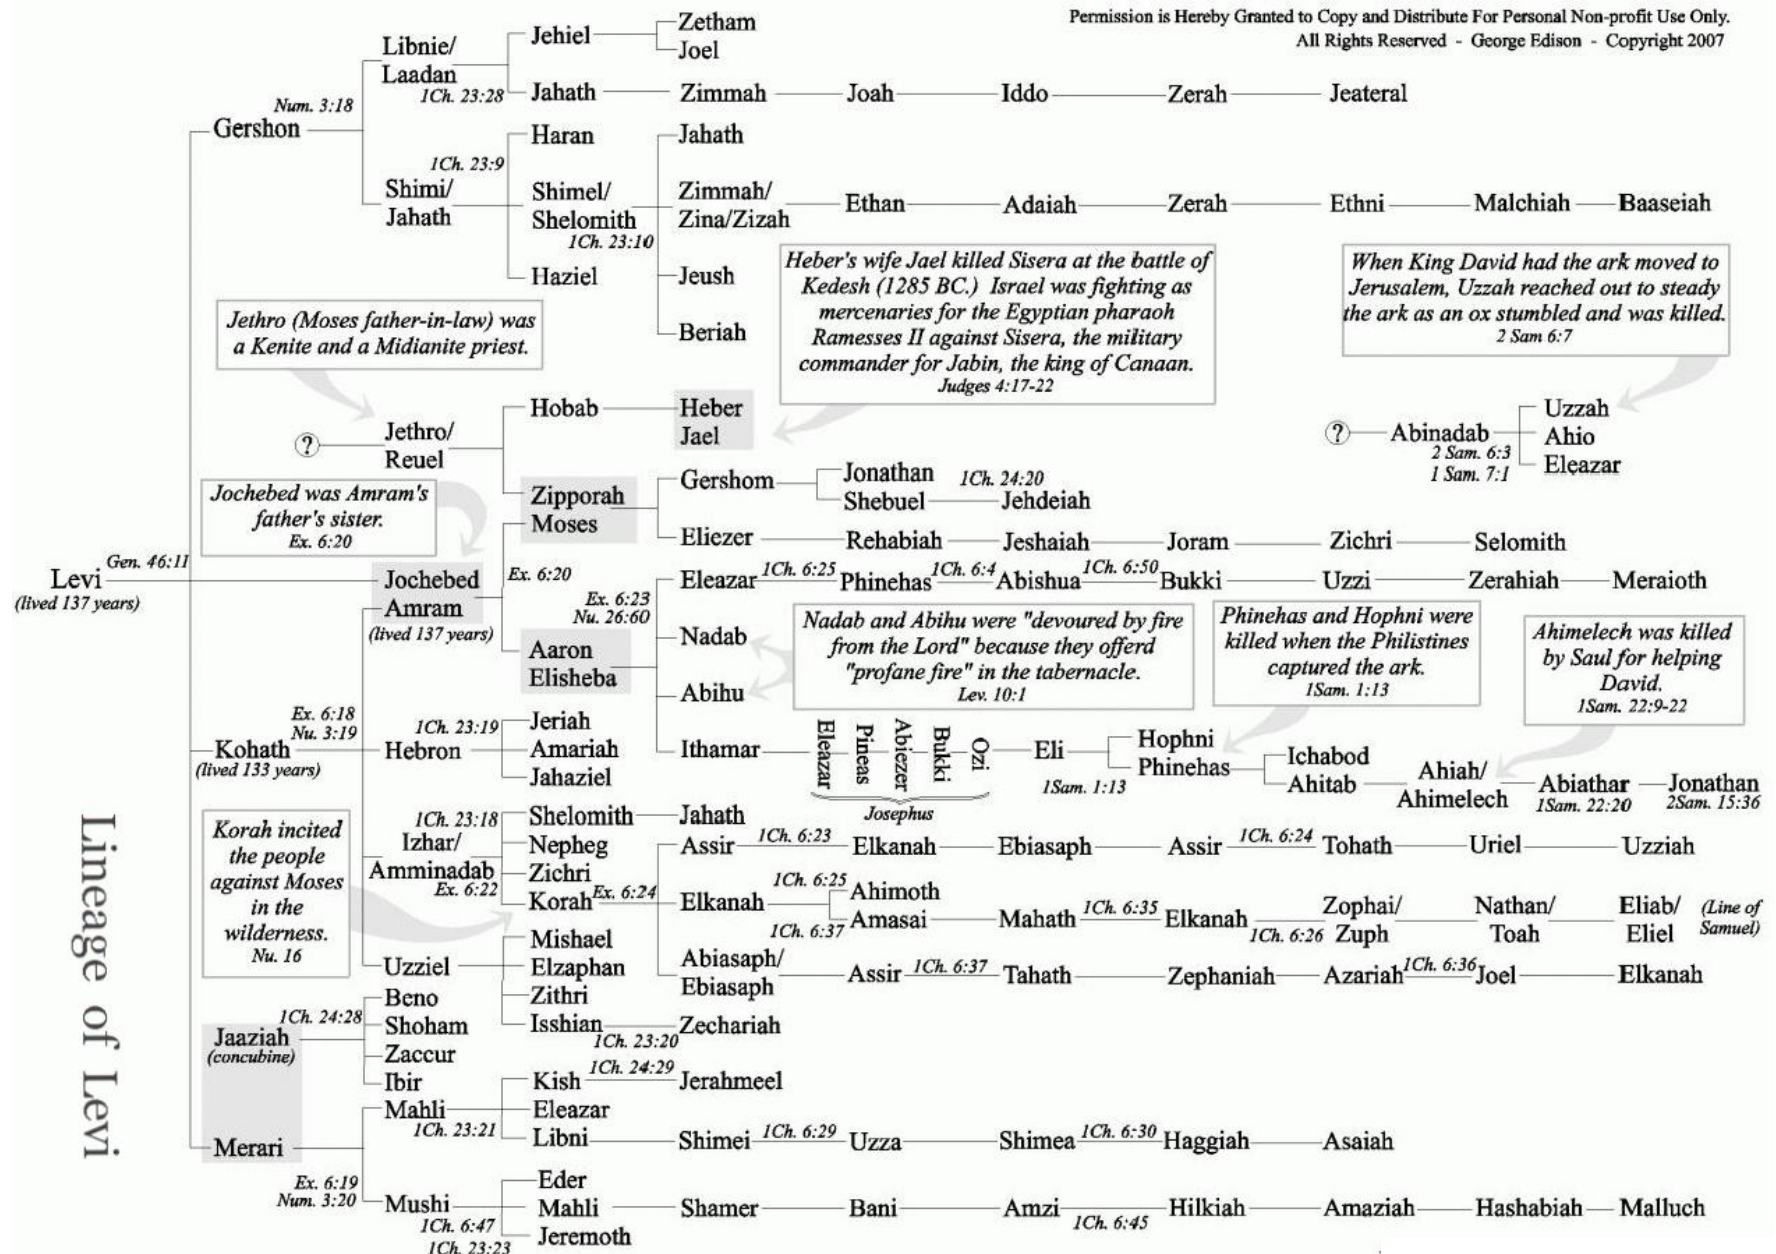 Permission is Hereby Granted to Copy and Distribute For Personal Non-profit Use Only.
All Rights Reserved - George Edison - Copyright 2007
Lineage of Levi
Levi
(lived 137 years)
Gen. 46:11
Gershon
Num. 3:18
Libnie/
Laadan
1Ch. 23:28
Jehiel
Zetham
Joel
Jahath
Zimmah
Joah
Iddo
Zerah
Jeateral
Shimi/
Jahath
1Ch. 23:9
Haran
Shimel/
Shelomith
1Ch. 23:10
Haziel
Jahath
Zimmah/
Zina/Zizah
Ethan
Adaiah
Zerah
Ethni
Malchiah
Baaseiah
Jeush
Beriah
Jethro (Moses father-in-law) was
a Kenite and a Midianite priest.
Heber's wife Jael killed Sisera at the battle of
Kedesh (1285 BC.) Israel was fighting as
mercenaries for the Egyptian pharaoh
Ramesses II against Sisera, the military
commander for Jabin, the king of Canaan.
Judges 4:17-22
When King David had the ark moved to
Jerusalem, Uzzah reached out to steady
the ark as an ox stumbled and was killed.
2 Sam 6:7
?
Jethro/
Reuel
Hobab
Heber
Jael
?
Abinadab
2 Sam. 6:3
1 Sam. 7:1
Uzzah
Ahio
Eleazar
Jochebed was Amram's
father's sister.
Ex. 6:20
Zipporah
Moses
Gershom
Jonathan
1Ch. 24:20
Shebuel
Jehdeiah
Eliezer
Rehabiah
Jeshaiah
Joram
Zichri
Selomith
Jochebed
Amram
(lived 137 years)
Ex. 6:20
Aaron
Elisheba
Ex. 6:23
Nu. 26:60
Eleazar
1Ch. 6:25
Phinehas
1Ch. 6:4
Abishua
1Ch. 6:50
Bukki
Uzzi
Zerahiah
Meraioth
Nadab
Abihu
Nadab and Abihu were "devoured by fire
from the Lord" because they offerd
"profane fire" in the tabernacle.
Lev. 10:1
Phinehas and Hophni were
killed when the Philistines
captured the ark.
1Sam. 1:13
Ahimelech was killed
by Saul for helping
David.
1Sam. 22:9-22
Ithamar
Eleazar
Pineas
Abiezer
Bukki
Ozi
Josephus
Eli
1Sam. 1:13
Hophni
Phinehas
Ichabod
Ahitab
Ahiah/
Ahimelech
Abiathar
1Sam. 22:20
Jonathan
2Sam. 15:36
Kohath
(lived 133 years)
Ex. 6:18
Nu. 3:19
Hebron
1Ch. 23:19
Jeriah
Amariah
Jahaziel
Izhar/
Amminadab
1Ch. 23:18
Ex. 6:22
Shelomith
Jahath
Nepheg
Zichri
Korah
Ex. 6:24
Korah incited
the people
against Moses
in the
wilderness.
Nu. 16
Assir
1Ch. 6:23
Elkanah
Ebiasaph
Assir
1Ch. 6:24
Tohath
Uriel
Uzziah
Elkanah
1Ch. 6:25
Ahimoth
Amasai
1Ch. 6:37
Mahath
1Ch. 6:35
Elkanah
1Ch. 6:26
Zophai/
Zuph
Nathan/
Toah
Eliab/
Eliel
(Line of
Samuel)
Abiasaph/
Ebiasaph
Assir
1Ch. 6:37
Tahath
Zephaniah
Azariah
1Ch. 6:36
Joel
Elkanah
Uzziel
Mishael
Elzaphan
Zithri
Isshian
1Ch. 23:20
Zechariah
Jaaziah
(concubine)
1Ch. 24:28
Beno
Shoham
Zaccur
Ibir
Merari
Ex. 6:19
Num. 3:20
Mahli
1Ch. 23:21
Kish
1Ch. 24:29
Jerahmeel
Eleazar
Libni
Shimei
1Ch. 6:29
Uzza
Shimea
1Ch. 6:30
Haggiah
Asaiah
Mushi
1Ch. 6:47
1Ch. 23:23
Eder
Mahli
Jeremoth
Shamer
Bani
Amzi
1Ch. 6:45
Hilkiah
Amaziah
Hashabiah
Malluch